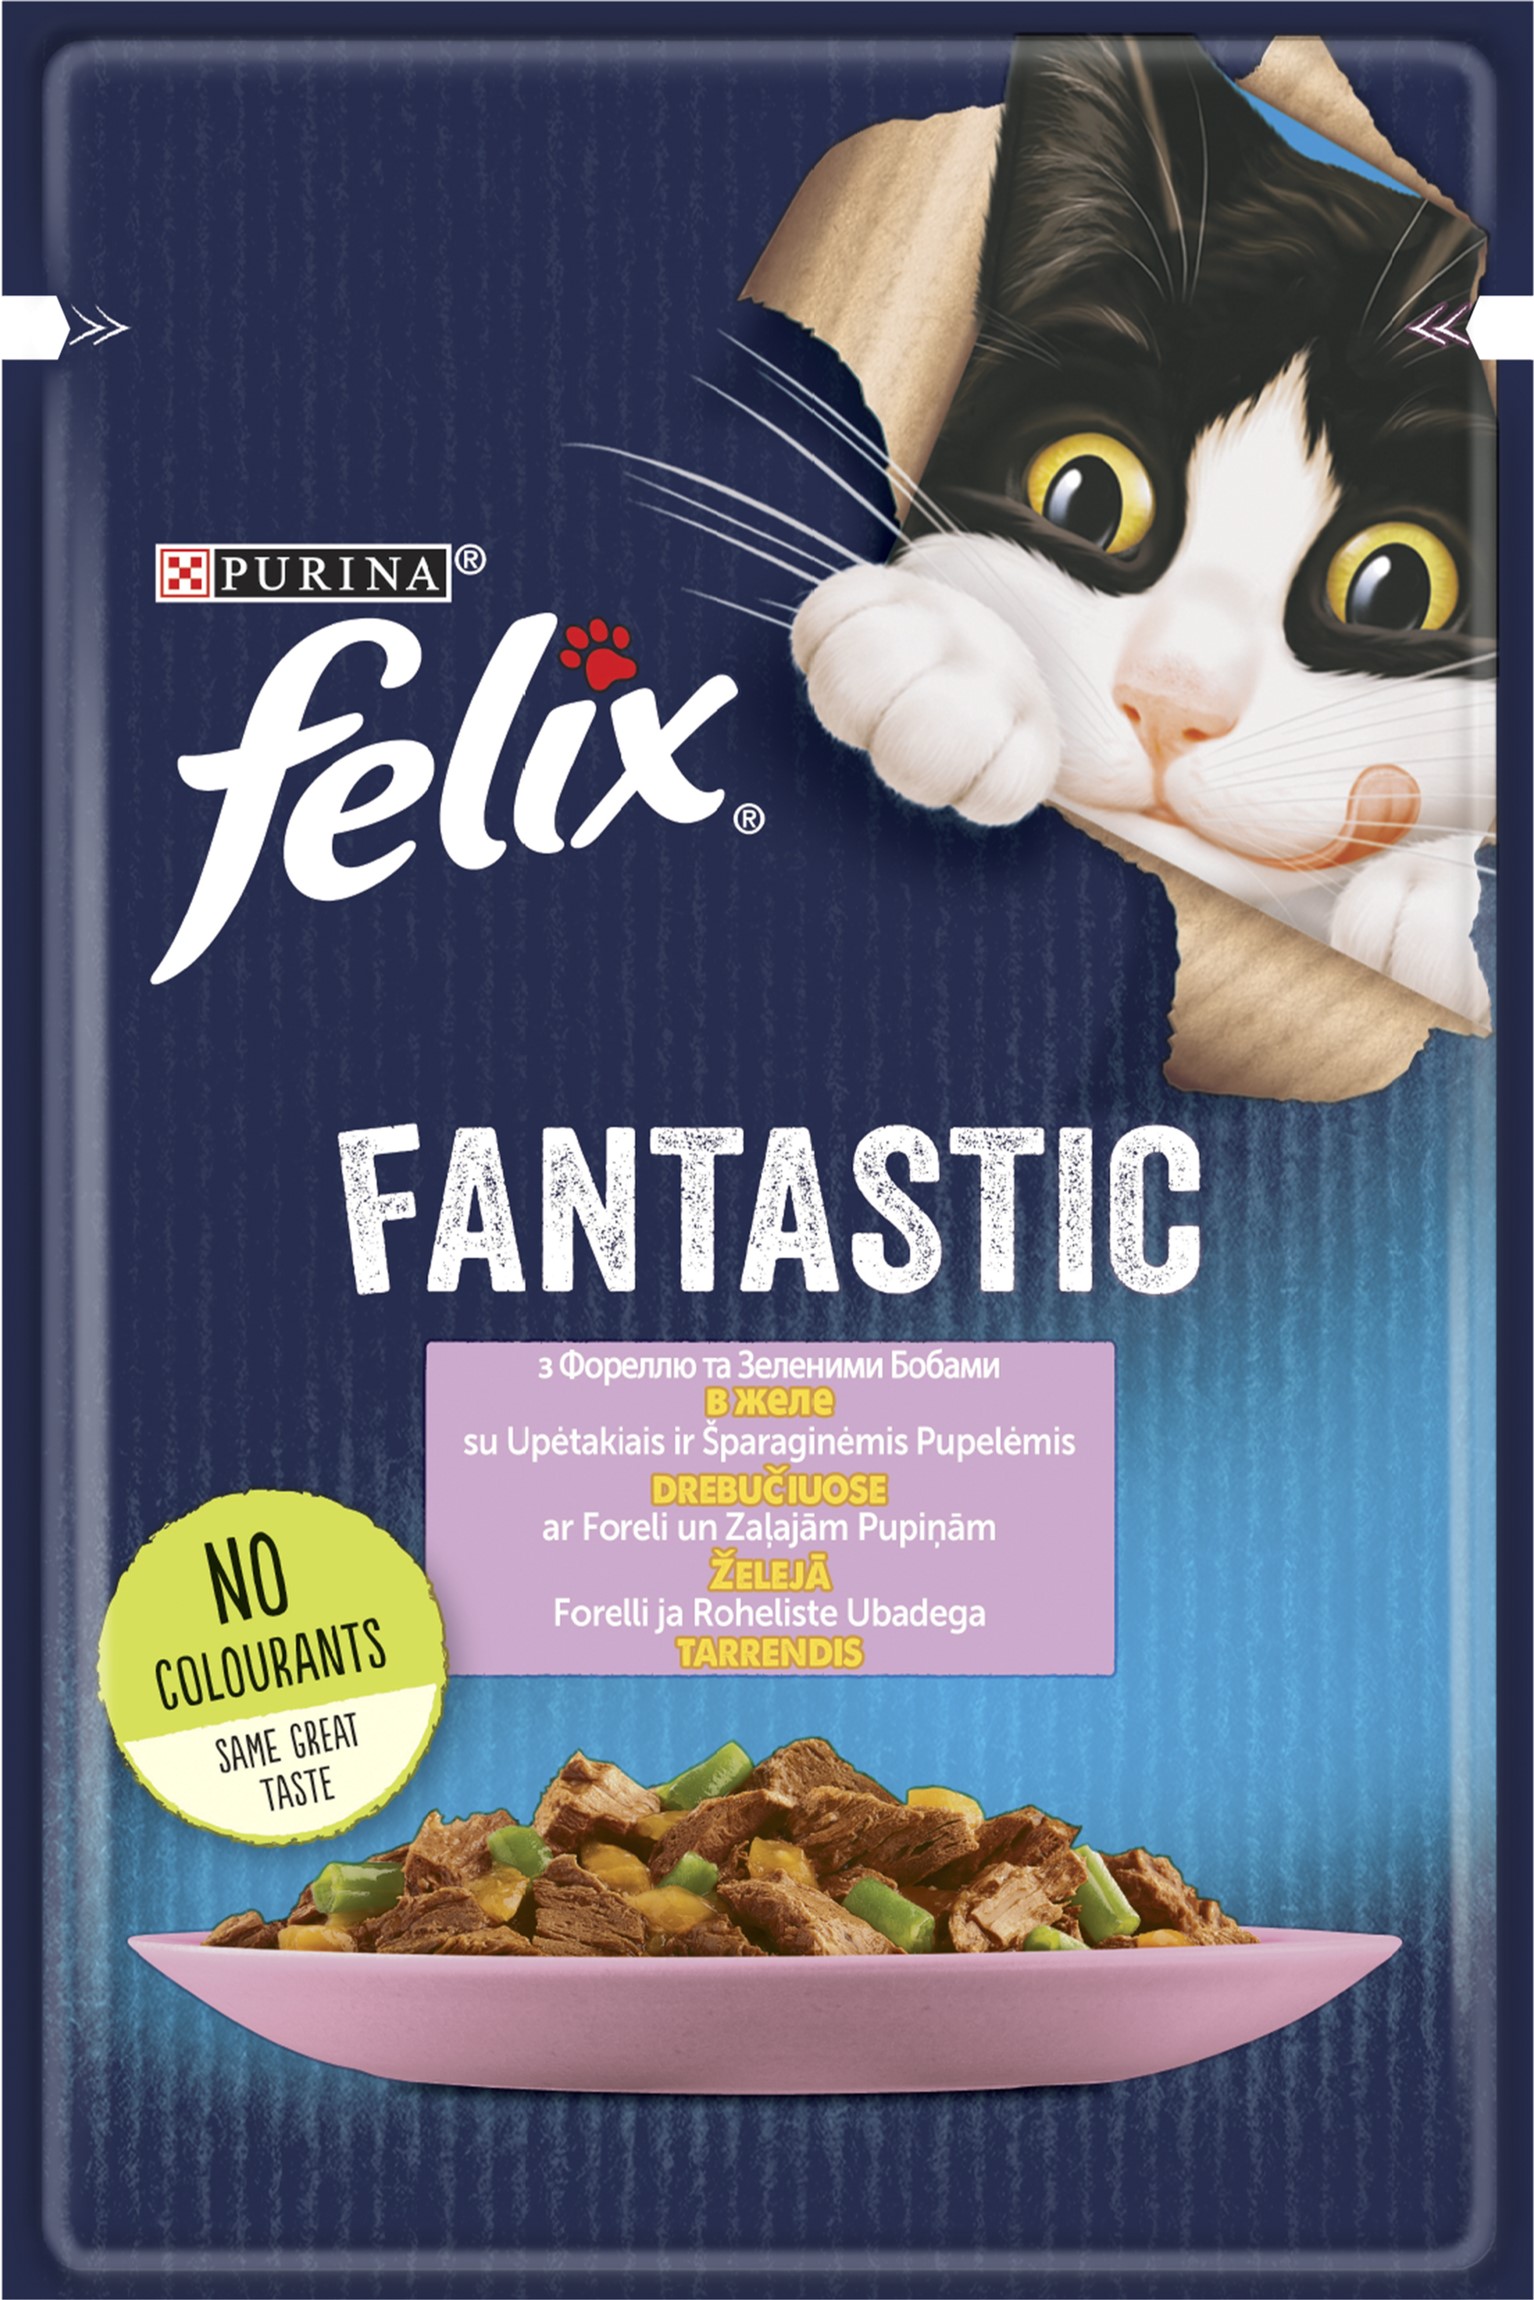 PURINA®
felix®
FANTASTIC
з Фореллю та Зеленими Бобами
в желе
su Upėtakiais ir Šparaginėmis Pupelėmis
DREBUČIUOSE
ar Foreli un Zaļajām Pupiņām
ŽELEJĀ
Forelli ja Roheliste Ubadega
TARRENDIS
NO
COLOURANTS
SAME GREAT
TASTE